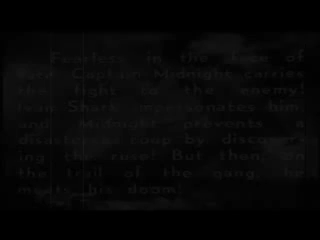 Fearless in the face of
fate Captain Midnight carries
the fight to the enemy!
Ivan Shark impersonates him,
and Midnight prevents a
disasterous coup by discover-
ing the ruse! But then, on
the trail of the gang, he
meets his doom!